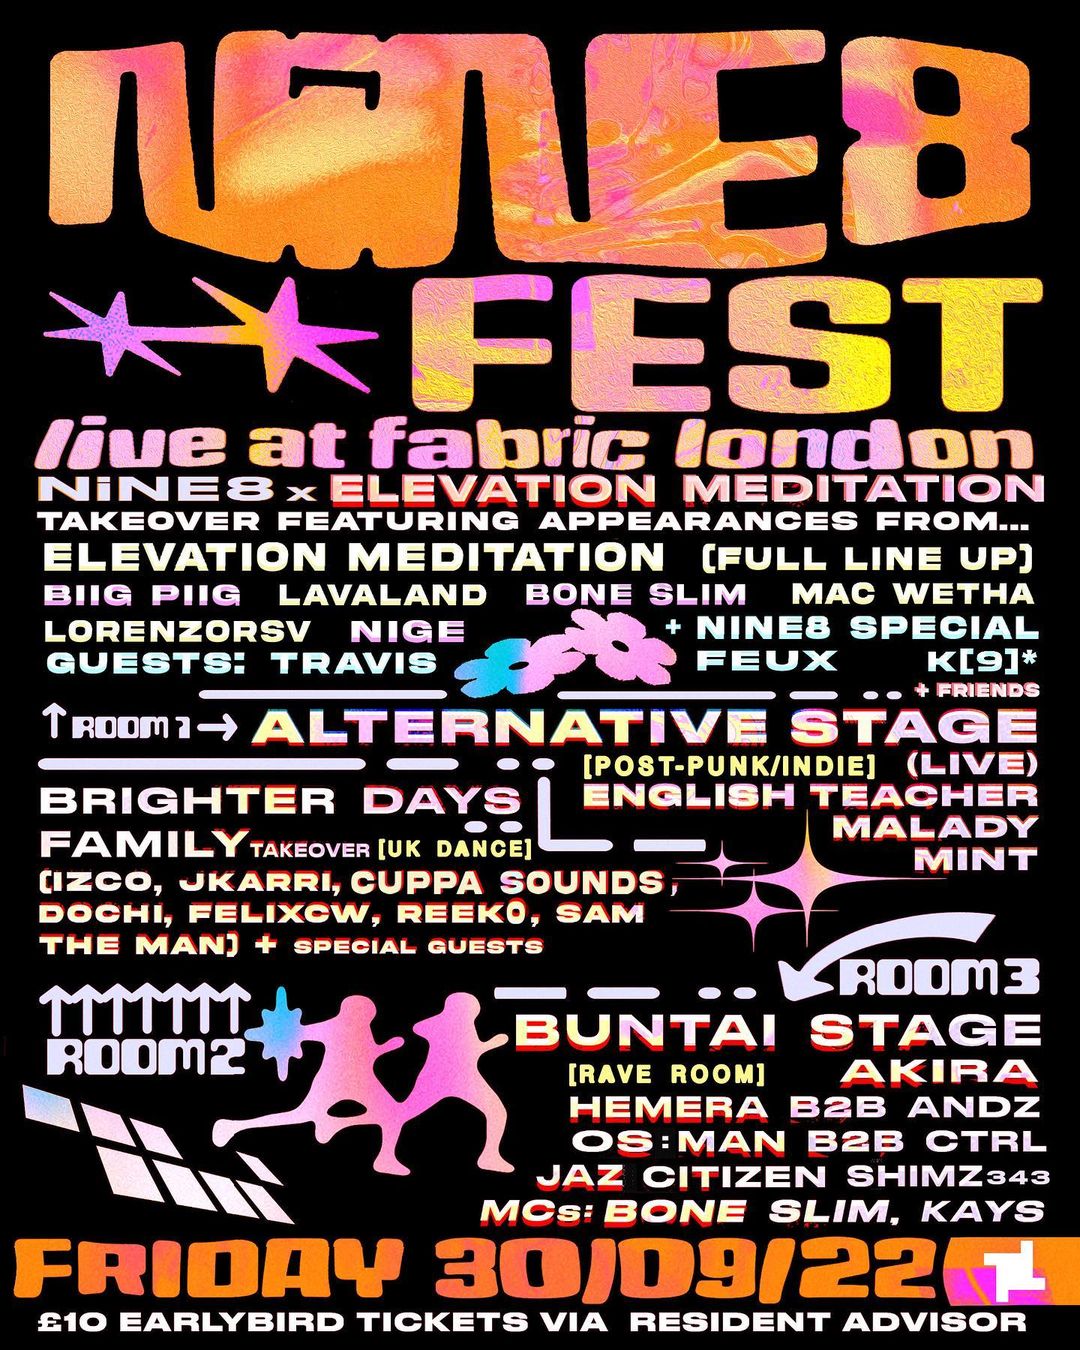 NiNE8
FEST
live at fabric london
NiNE8 x ELEVATION MEDITATION
TAKEOVER FEATURING APPEARANCES FROM...
ELEVATION MEDITATION (FULL LINE UP)
BIIG PIIG LAVALAND BONE SLIM MAC WETHA
LORENZORSV NIGE + NINE8 SPECIAL
GUESTS: TRAVIS FEUX K[9]*
+ FRIENDS
ROOM 1 → ALTERNATIVE STAGE
[POST-PUNK/INDIE] (LIVE)
ENGLISH TEACHER
MALADY
MINT
BRIGHTER DAYS
FAMILY TAKEOVER [UK DANCE]
(IZCO, JKARRI, CUPPA SOUNDS,
DOCHI, FELIXCW, REEK0, SAM
THE MAN) + SPECIAL GUESTS
ROOM2
ROOM3
BUNTAI STAGE
[RAVE ROOM] AKIRA
HEMERA B2B ANDZ
OS:MAN B2B CTRL
JAZ CITIZEN SHIMZ343
MCs: BONE SLIM, KAYS
FRIDAY 30/09/22
£10 EARLYBIRD TICKETS VIA RESIDENT ADVISOR